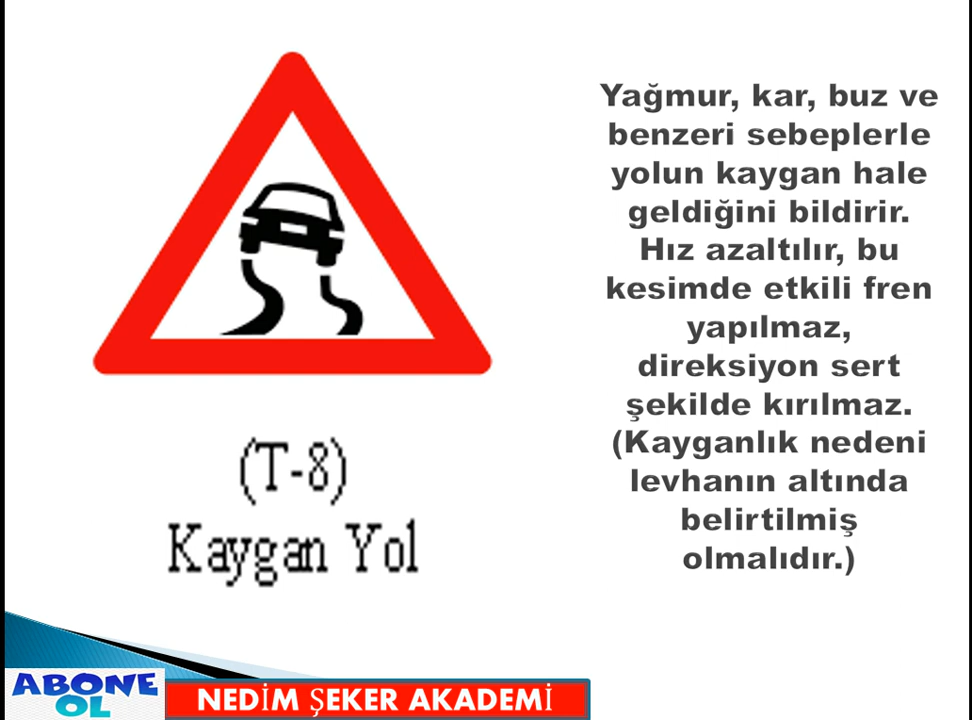 Yağmur, kar, buz ve
benzeri sebeplerle
yolun kaygan hale
geldiğini bildirir.
Hız azaltılır, bu
kesimde etkili fren
yapılmaz,
direksiyon sert
şekilde kırılmaz.
(Kayganlık nedeni
levhanın altında
belirtilmiş
olmalıdır.)
(T-8)
Kaygan Yol
ABONE
OL
NEDİM ŞEKER AKADEMİ